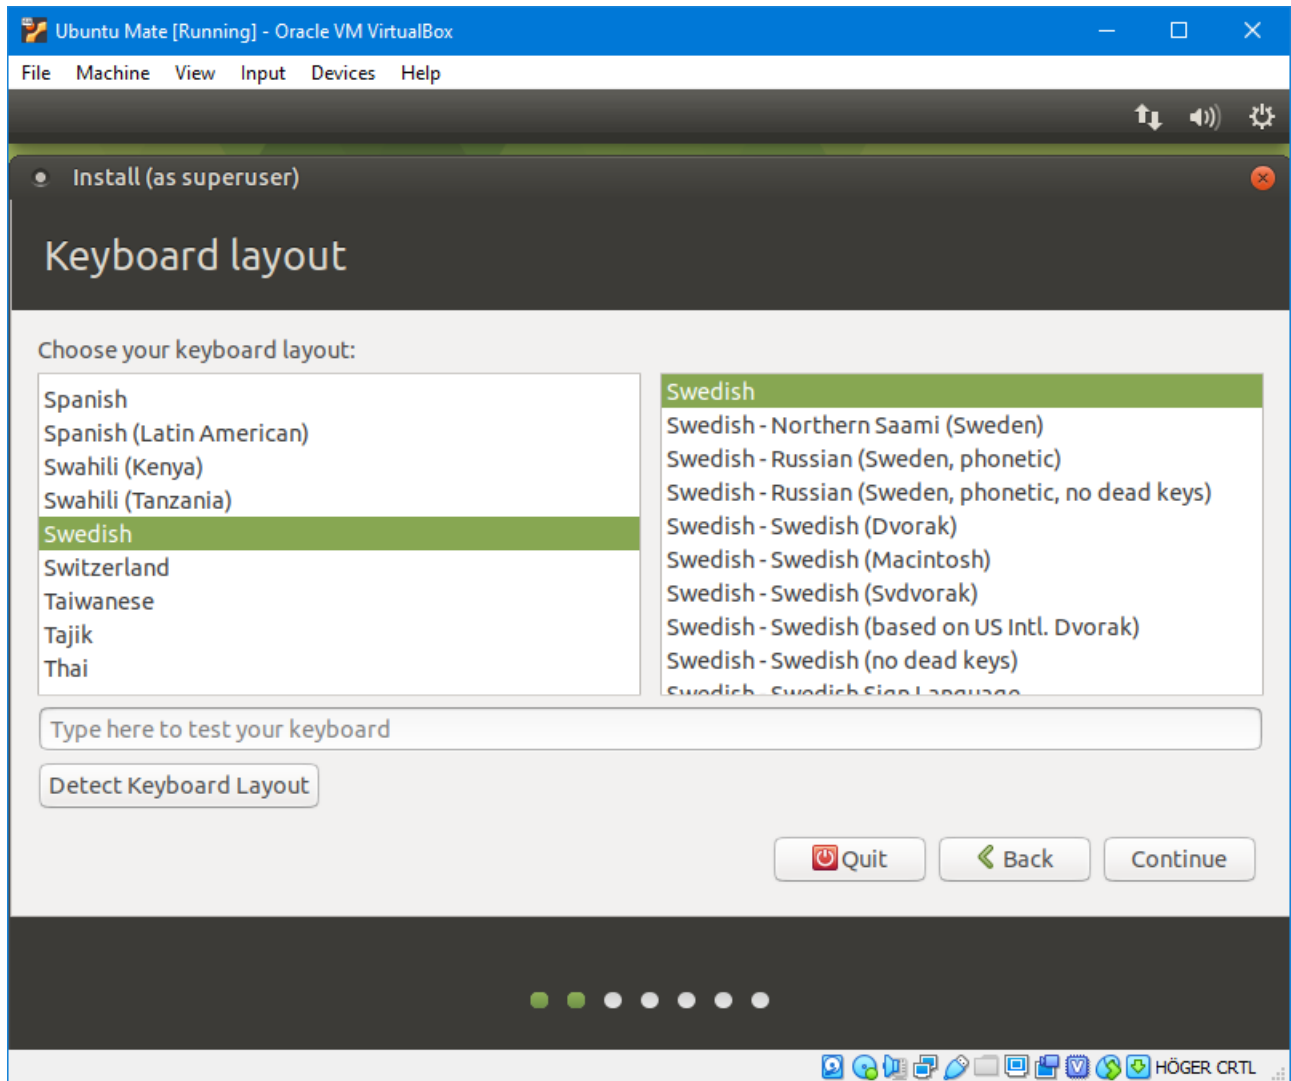 Ubuntu Mate [Running] - Oracle VM VirtualBox
File Machine View Input Devices Help
Install (as superuser)
Keyboard layout
Choose your keyboard layout:
Spanish
Spanish (Latin American)
Swahili (Kenya)
Swahili (Tanzania)
Swedish
Switzerland
Taiwanese
Tajik
Thai
Swedish
Swedish - Northern Saami (Sweden)
Swedish - Russian (Sweden, phonetic)
Swedish - Russian (Sweden, phonetic, no dead keys)
Swedish - Swedish (Dvorak)
Swedish - Swedish (Macintosh)
Swedish - Swedish (Svdvorak)
Swedish - Swedish (based on US Intl. Dvorak)
Swedish - Swedish (no dead keys)
Swedish - Swedish Sign Language
Type here to test your keyboard
Detect Keyboard Layout
Quit Back Continue
HÖGER CRTL